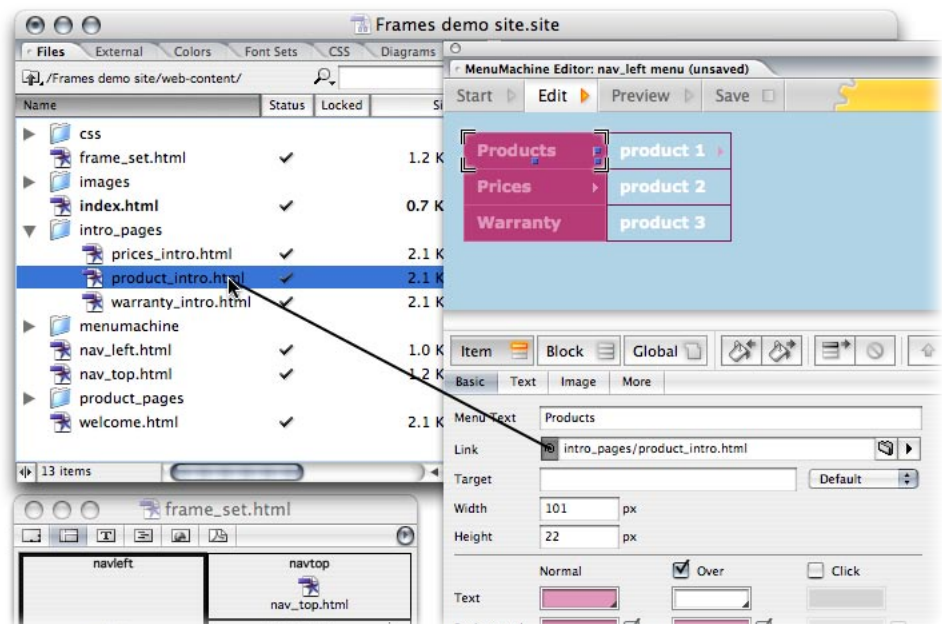 Frames demo site.site
Files External Colors Font Sets CSS Diagrams
/Frames demo site/web-content/
Name Status Locked Si
css
frame_set.html 1.2 K
images
index.html 0.7 K
intro_pages
prices_intro.html 2.1 K
product_intro.html 2.1 K
warranty_intro.html 2.1 K
menumachine
nav_left.html 1.0 K
nav_top.html 1.2 K
product_pages
welcome.html 2.1 K
13 items
MenuMachine Editor: nav_left menu (unsaved)
Start Edit Preview Save
Products product 1
Prices product 2
Warranty product 3
Item Block Global
Basic Text Image More
Menu Text Products
Link intro_pages/product_intro.html
Target Default
Width 101 px
Height 22 px
Normal Over Click
Text
frame_set.html
navleft navtop
nav_top.html